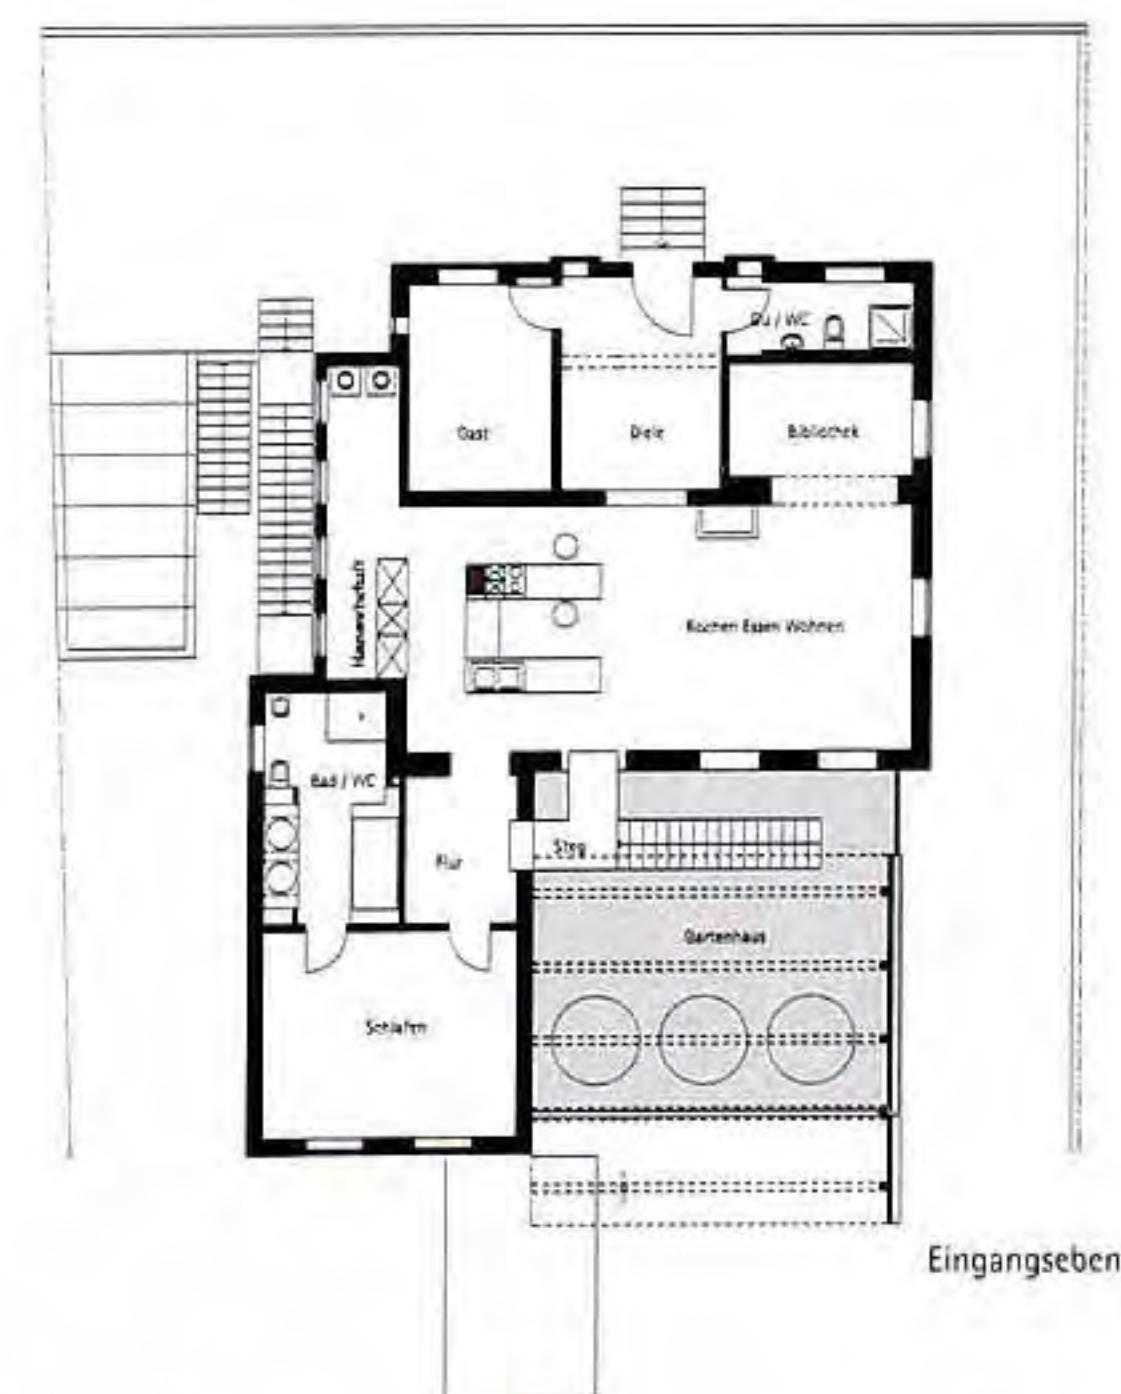 Du / WC
Gast
Diele
Bibliothek
Hauswirtschaft
Kochen Essen Wohnen
Bad / WC
Flur
Steg
Gartenhaus
Schlafen
Eingangseben